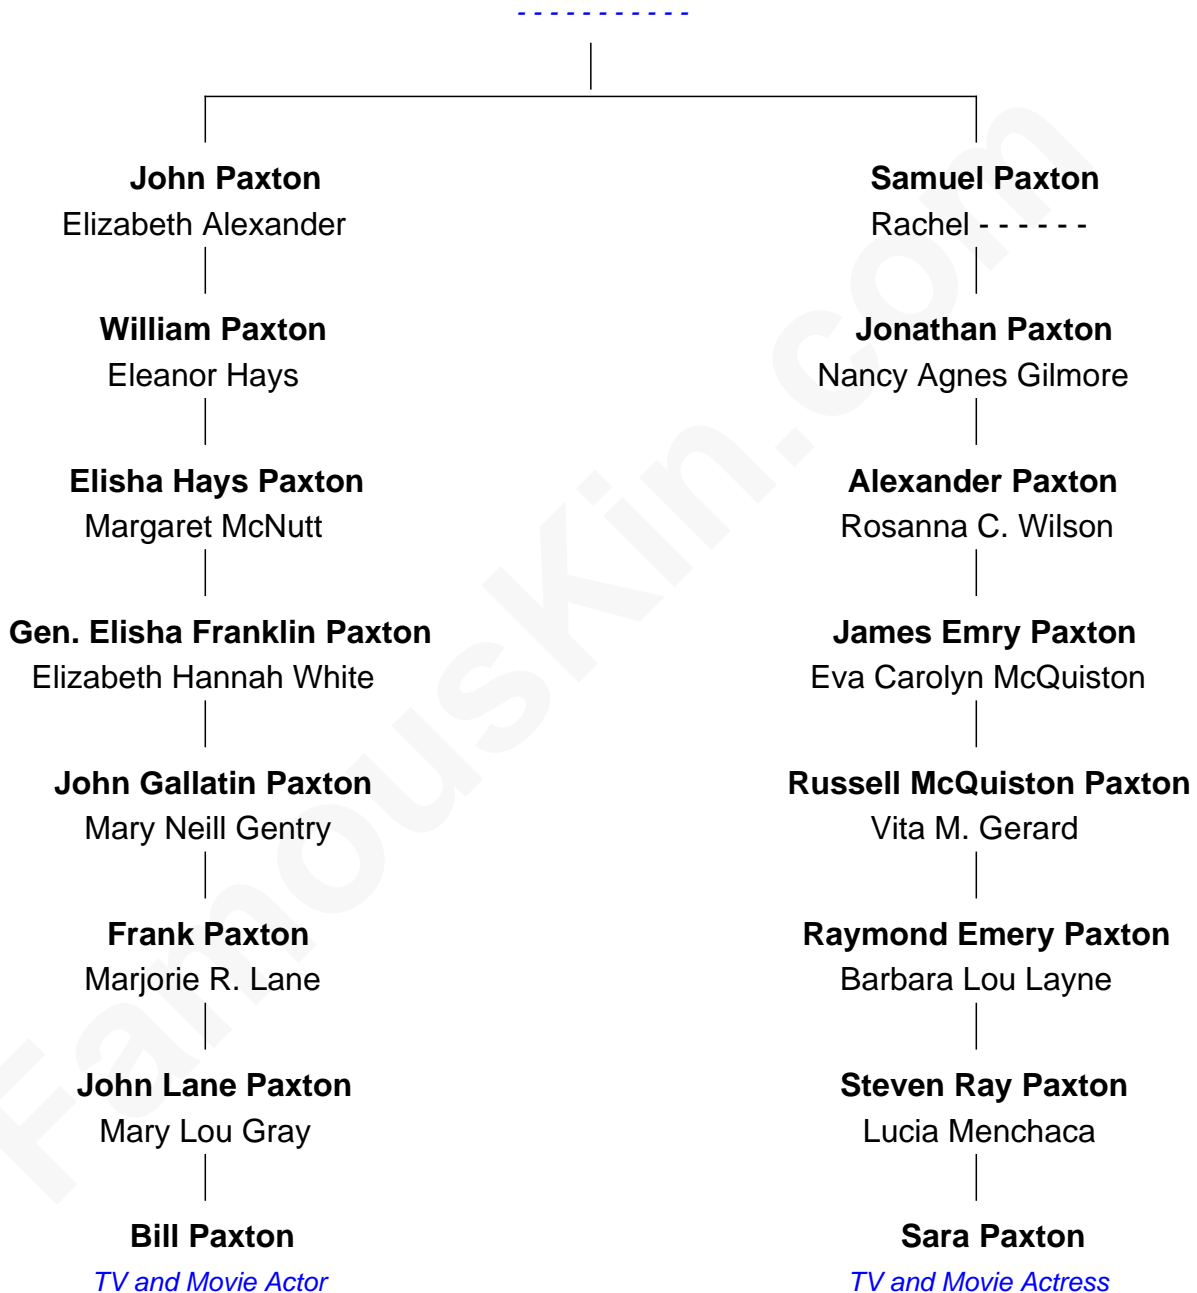 - - - - - - - - - - -
John Paxton
Elizabeth Alexander
William Paxton
Eleanor Hays
Elisha Hays Paxton
Margaret McNutt
Gen. Elisha Franklin Paxton
Elizabeth Hannah White
John Gallatin Paxton
Mary Neill Gentry
Frank Paxton
Marjorie R. Lane
John Lane Paxton
Mary Lou Gray
Bill Paxton
TV and Movie Actor
Samuel Paxton
Rachel - - - - - -
Jonathan Paxton
Nancy Agnes Gilmore
Alexander Paxton
Rosanna C. Wilson
James Emry Paxton
Eva Carolyn McQuiston
Russell McQuiston Paxton
Vita M. Gerard
Raymond Emery Paxton
Barbara Lou Layne
Steven Ray Paxton
Lucia Menchaca
Sara Paxton
TV and Movie Actress
FamousKin.com